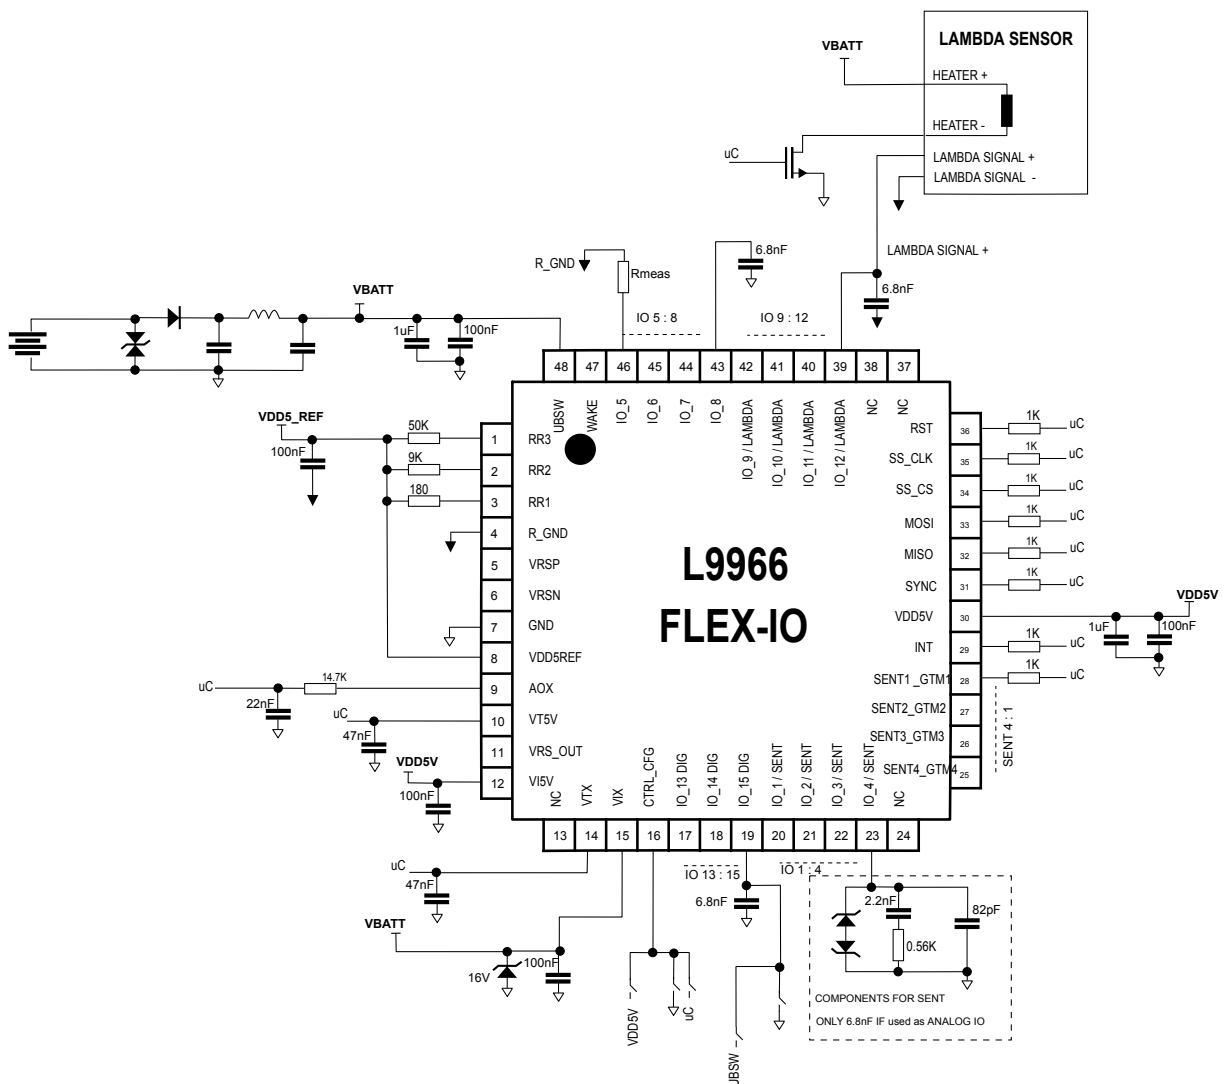 LAMBDA SENSOR
VBATT
HEATER +
HEATER -
uC
LAMBDA SIGNAL +
LAMBDA SIGNAL -
LAMBDA SIGNAL +
R_GND
Rmeas
6.8nF
6.8nF
VBATT
1uF
100nF
IO 5 : 8
IO 9 : 12
48 47 46 45 44 43 42 41 40 39 38 37
UBSW
WAKE
IO_5
IO_6
IO_7
IO_8
IO_9 / LAMBDA
IO_10 / LAMBDA
IO_11 / LAMBDA
IO_12 / LAMBDA
NC
NC
VDD5_REF
100nF
50K
9K
180
1 RR3
2 RR2
3 RR1
4 R_GND
5 VRSP
6 VRSN
7 GND
8 VDD5REF
uC 14.7K 9 AOX
22nF
uC 10 VT5V
47nF
11 VRS_OUT
VDD5V
12 VI5V
100nF
L9966
FLEX-IO
RST 36 1K uC
SS_CLK 35 1K uC
SS_CS 34 1K uC
MOSI 33 1K uC
MISO 32 1K uC
SYNC 31 1K uC
VDD5V 30
VDD5V
1uF
100nF
INT 29 1K uC
SENT1_GTM1 28 1K uC
SENT2_GTM2 27
SENT3_GTM3 26
SENT4_GTM4 25
SENT 4 : 1
NC
VTX
VIX
CTRL_CFG
IO_13 DIG
IO_14 DIG
IO_15 DIG
IO_1 / SENT
IO_2 / SENT
IO_3 / SENT
IO_4 / SENT
NC
13 14 15 16 17 18 19 20 21 22 23 24
uC
47nF
IO 13 : 15
IO 1 : 4
6.8nF
VBATT
16V
100nF
VDD5V
uC
UBSW
2.2nF
82pF
0.56K
COMPONENTS FOR SENT
ONLY 6.8nF IF used as ANALOG IO